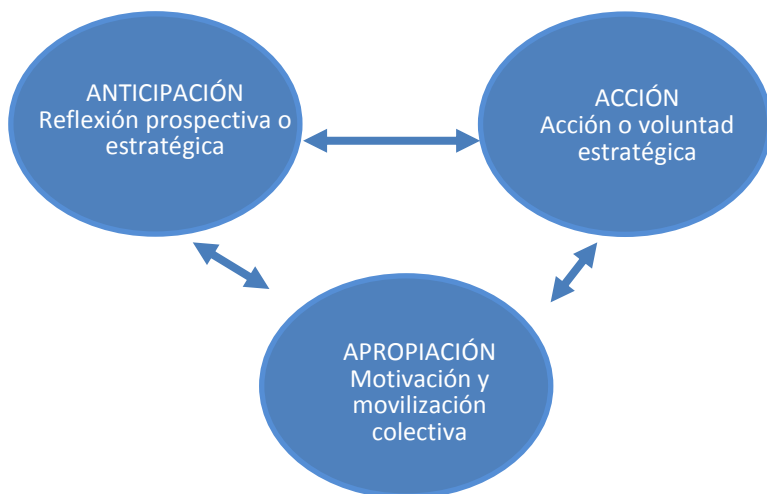 ANTICIPACIÓN
Reflexión prospectiva o
estratégica
ACCIÓN
Acción o voluntad
estratégica
APROPIACIÓN
Motivación y
movilización
colectiva